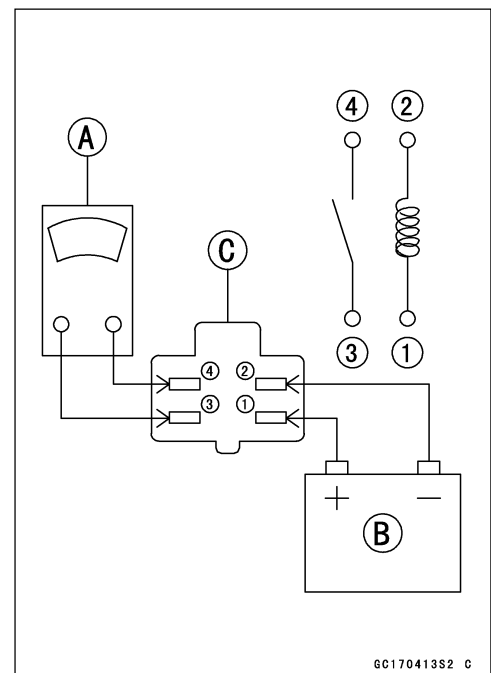 ④ ②
A
C
③ ①
④ ②
③ ①
+ −
B
GC170413S2 C